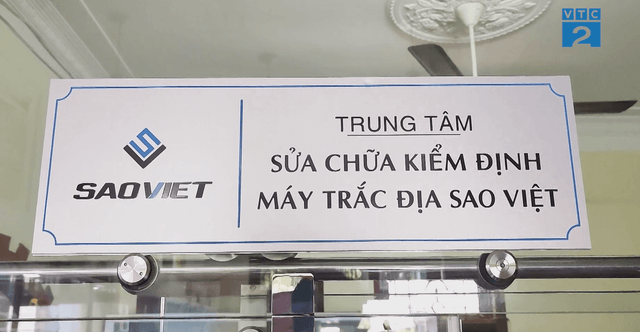 VTC
2
SAOVIET
TRUNG TÂM
SỬA CHỮA KIỂM ĐỊNH
MÁY TRẮC ĐỊA SAO VIỆT